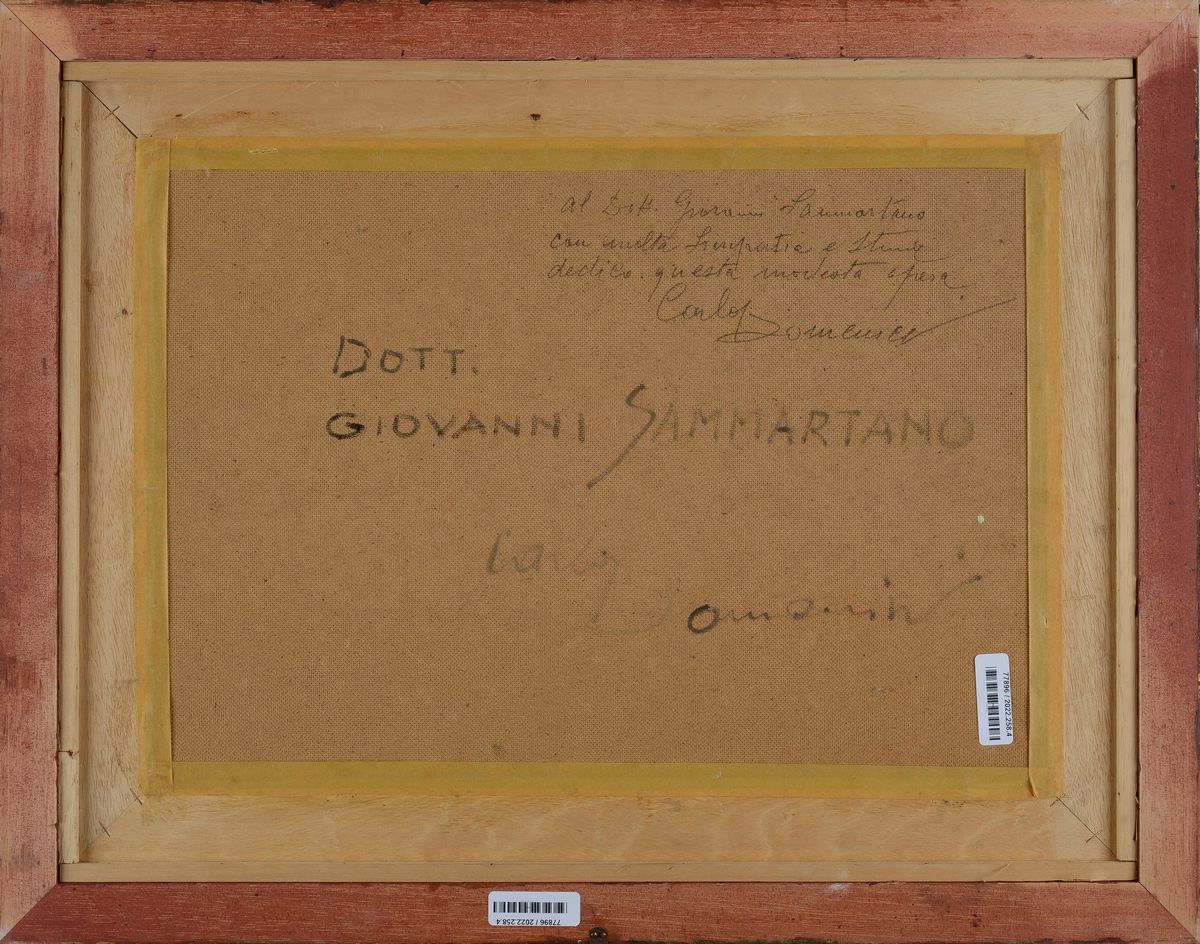 al Dott. Giovanni Sammartano
con molta simpatia e stima
dedico questa modesta opera
Carlo Domenici
DOTT.
GIOVANNI SAMMARTANO
Carlo
Domenici
77896 / 2022.258.4
77896 / 2022.258.4